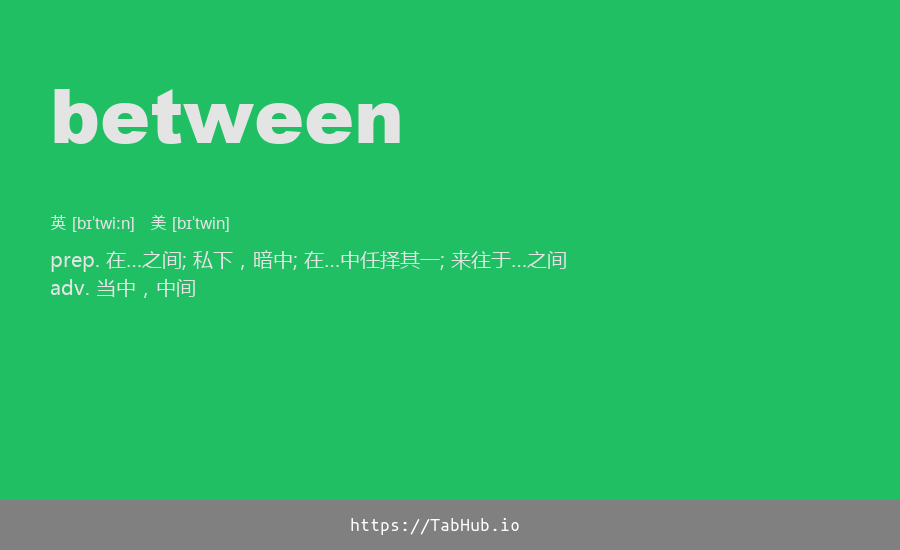 between
英 [bɪˈtwiːn] 美 [bɪˈtwin]
prep. 在...之间; 私下，暗中; 在...中任择其一; 来往于...之间
adv. 当中，中间
https://TabHub.io